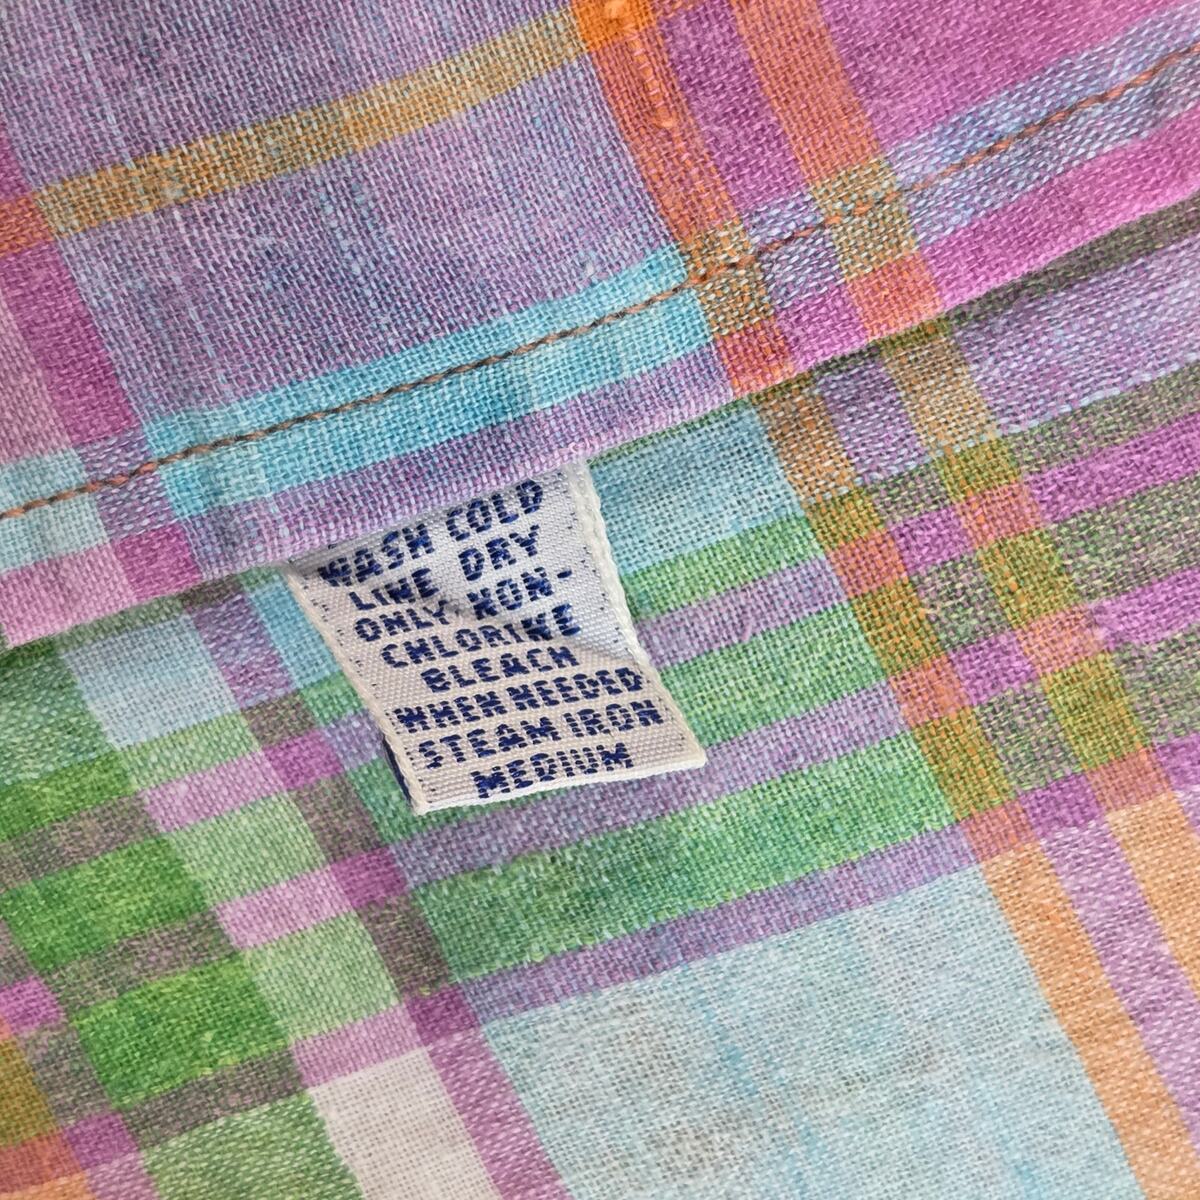 WASH COLD
LINE DRY
ONLY NON-
CHLORINE
BLEACH
WHEN NEEDED
STEAM IRON
MEDIUM